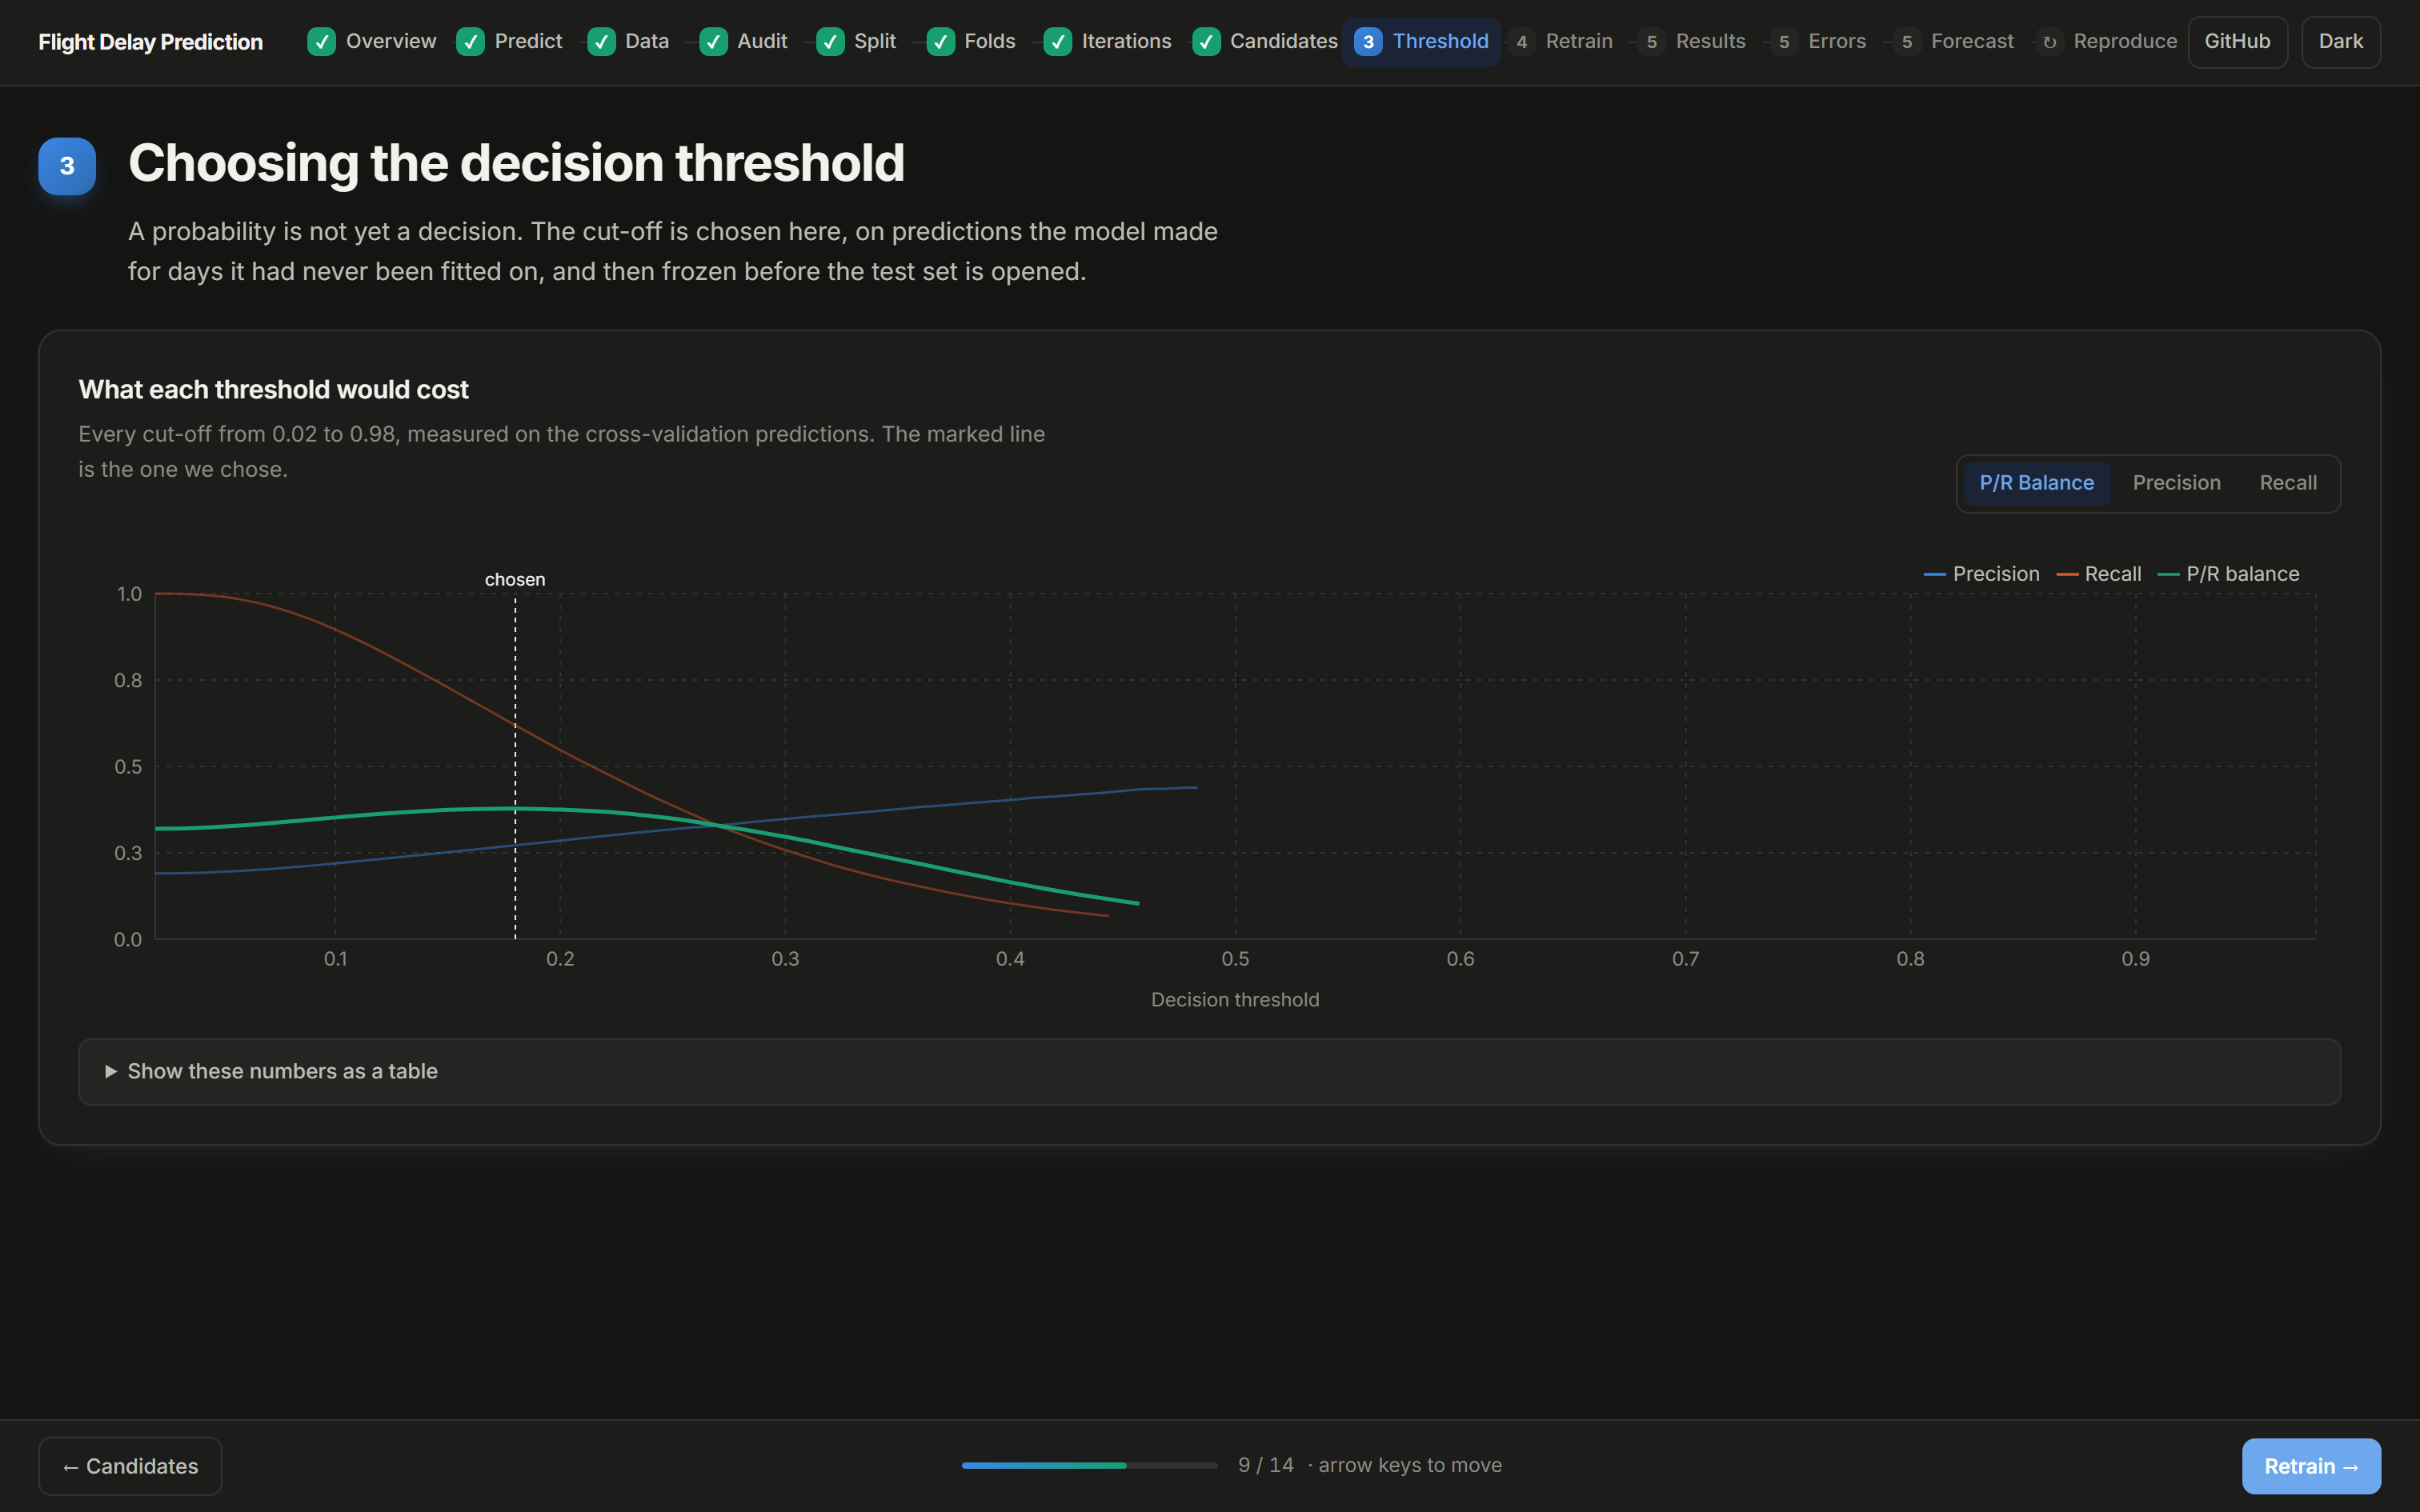 Flight Delay Prediction
✓ Overview
✓ Predict
✓ Data
✓ Audit
✓ Split
✓ Folds
✓ Iterations
✓ Candidates
3 Threshold
4 Retrain
5 Results
5 Errors
5 Forecast
↻ Reproduce
GitHub
Dark
3
Choosing the decision threshold
A probability is not yet a decision. The cut-off is chosen here, on predictions the model made
for days it had never been fitted on, and then frozen before the test set is opened.
What each threshold would cost
Every cut-off from 0.02 to 0.98, measured on the cross-validation predictions. The marked line
is the one we chose.
P/R Balance
Precision
Recall
Precision
Recall
P/R balance
chosen
1.0
0.8
0.5
0.3
0.0
0.1
0.2
0.3
0.4
0.5
0.6
0.7
0.8
0.9
Decision threshold
▶ Show these numbers as a table
← Candidates
9 / 14 · arrow keys to move
Retrain →